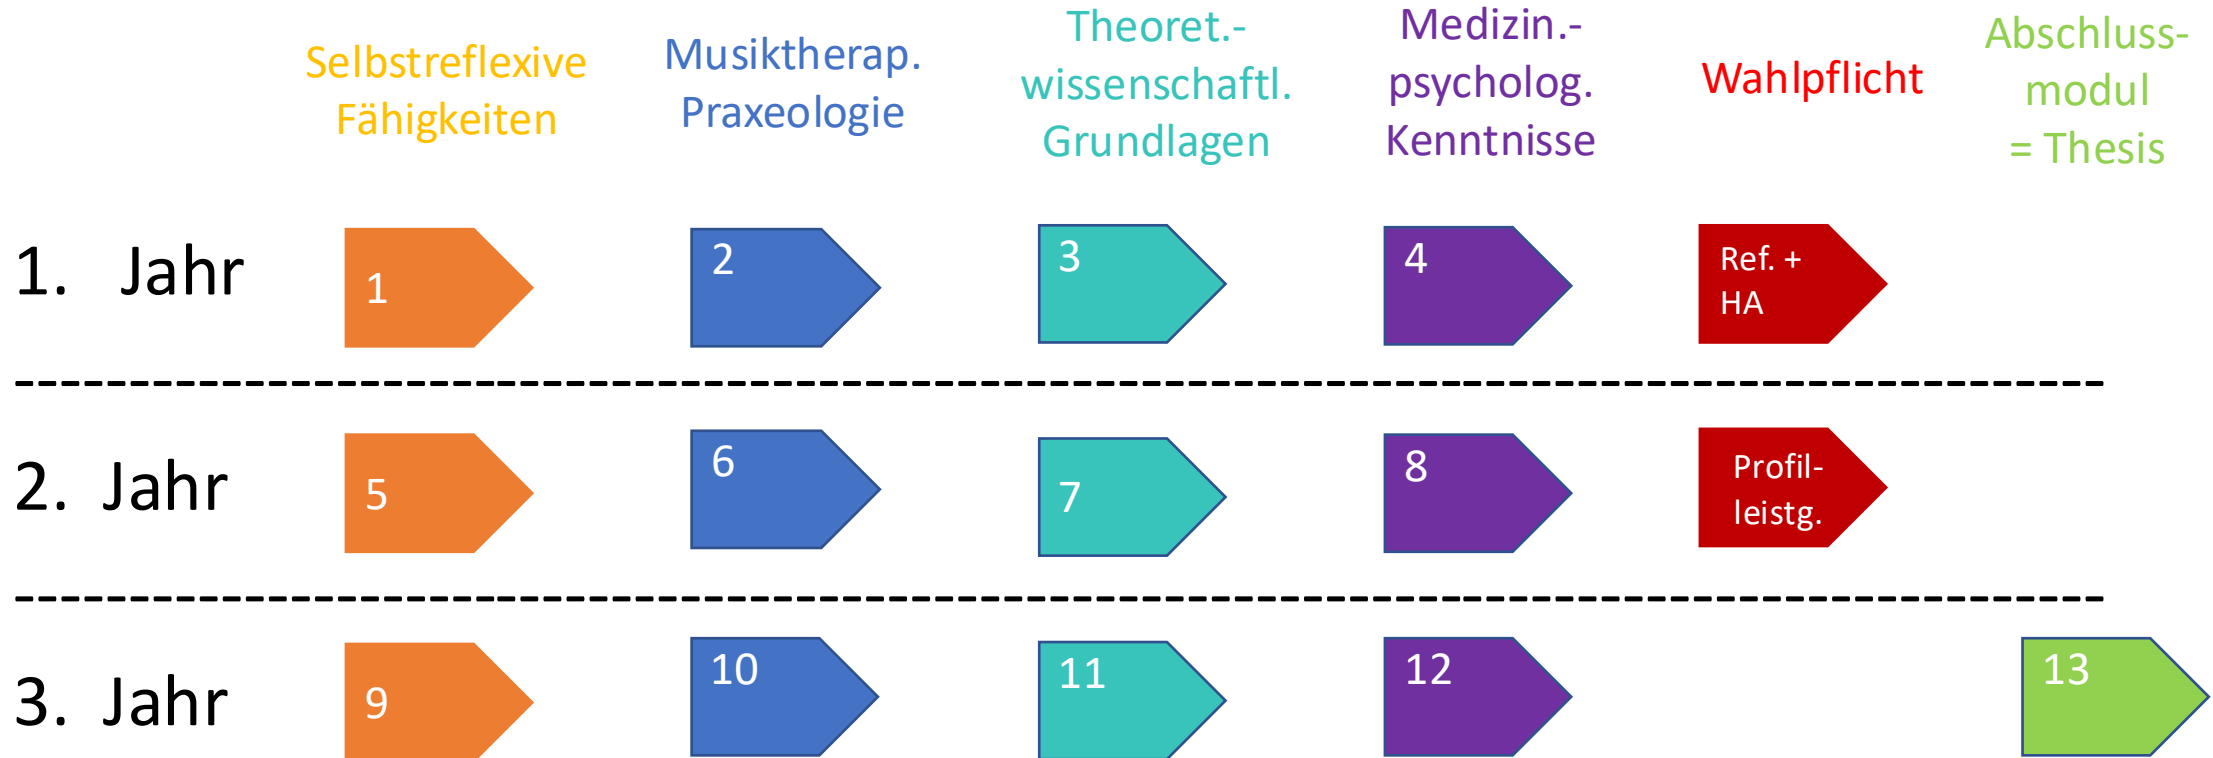 Selbstreflexive
Fähigkeiten
Musiktherap.
Praxeologie
Theoret.-
wissenschaftl.
Grundlagen
Medizin.-
psycholog.
Kenntnisse
Wahlpflicht
Abschluss-
modul
= Thesis
1. Jahr
1
2
3
4
Ref. +
HA
2. Jahr
5
6
7
8
Profil-
leistg.
3. Jahr
9
10
11
12
13